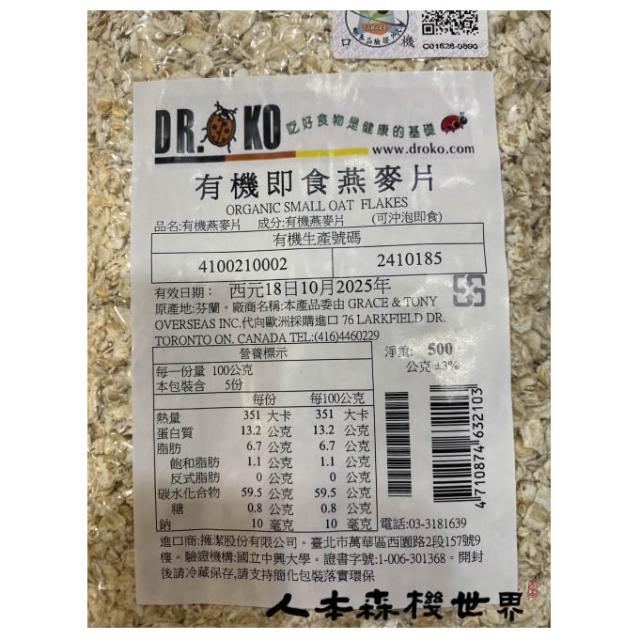 機
C01628-0890
DR. OKO 吃好食物是健康的基礎
www.droko.com
有機即食燕麥片
ORGANIC SMALL OAT FLAKES
品名:有機燕麥片 成分:有機燕麥片 (可沖泡即食)
有機生產號碼
4100210002 2410185
有效日期: 西元18日10月2025年
原產地:芬蘭。廠商名稱:本產品委由 GRACE & TONY
OVERSEAS INC.代向歐洲採購進口 76 LARKFIELD DR.
TORONTO ON. CANADA TEL:(416)4460229
營養標示
每一份量 100公克
本包裝含 5份
每份 每100公克
熱量 351 大卡 351 大卡
蛋白質 13.2 公克 13.2 公克
脂肪 6.7 公克 6.7 公克
飽和脂肪 1.1 公克 1.1 公克
反式脂肪 0 公克 0 公克
碳水化合物 59.5 公克 59.5 公克
糖 0.8 公克 0.8 公克
鈉 10 毫克 10 毫克
淨重: 500
公克 ±3%
4710874632103
電話:03-3181639
進口商:擁潔股份有限公司。臺北市萬華區西園路2段157號9
樓。驗證機構:國立中興大學。證書字號:1-006-301368。開封
後請冷藏保存,請支持簡化包裝落實環保
人本森機世界